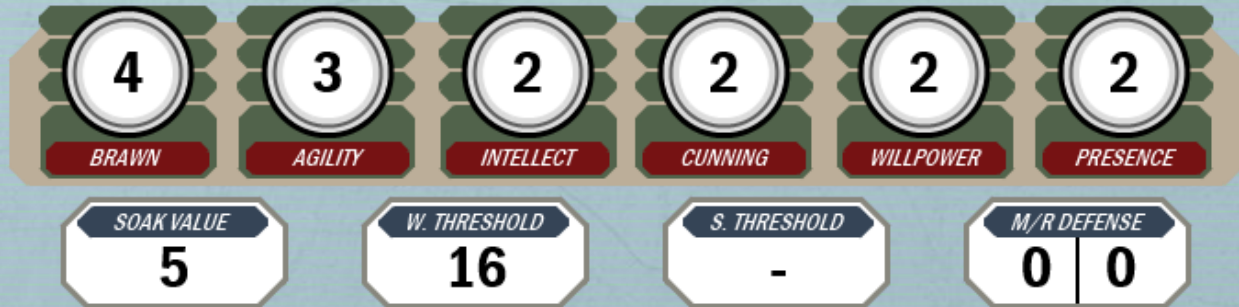 4 3 2 2 2 2
BRAWN AGILITY INTELLECT CUNNING WILLPOWER PRESENCE
SOAK VALUE W. THRESHOLD S. THRESHOLD M/R DEFENSE
5 16 - 0 0